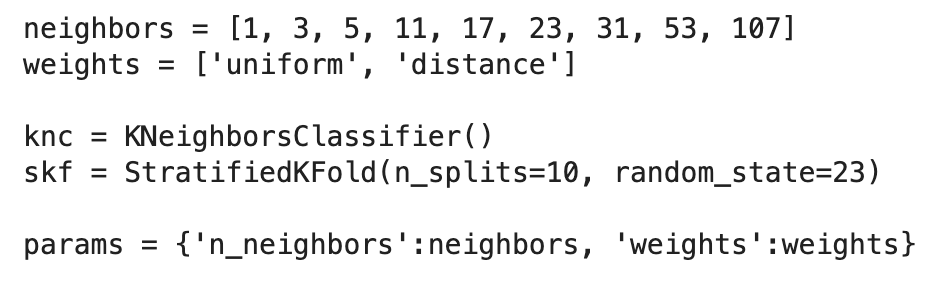 neighbors = [1, 3, 5, 11, 17, 23, 31, 53, 107]
weights = ['uniform', 'distance']
knc = KNeighborsClassifier()
skf = StratifiedKFold(n_splits=10, random_state=23)
params = {'n_neighbors':neighbors, 'weights':weights}